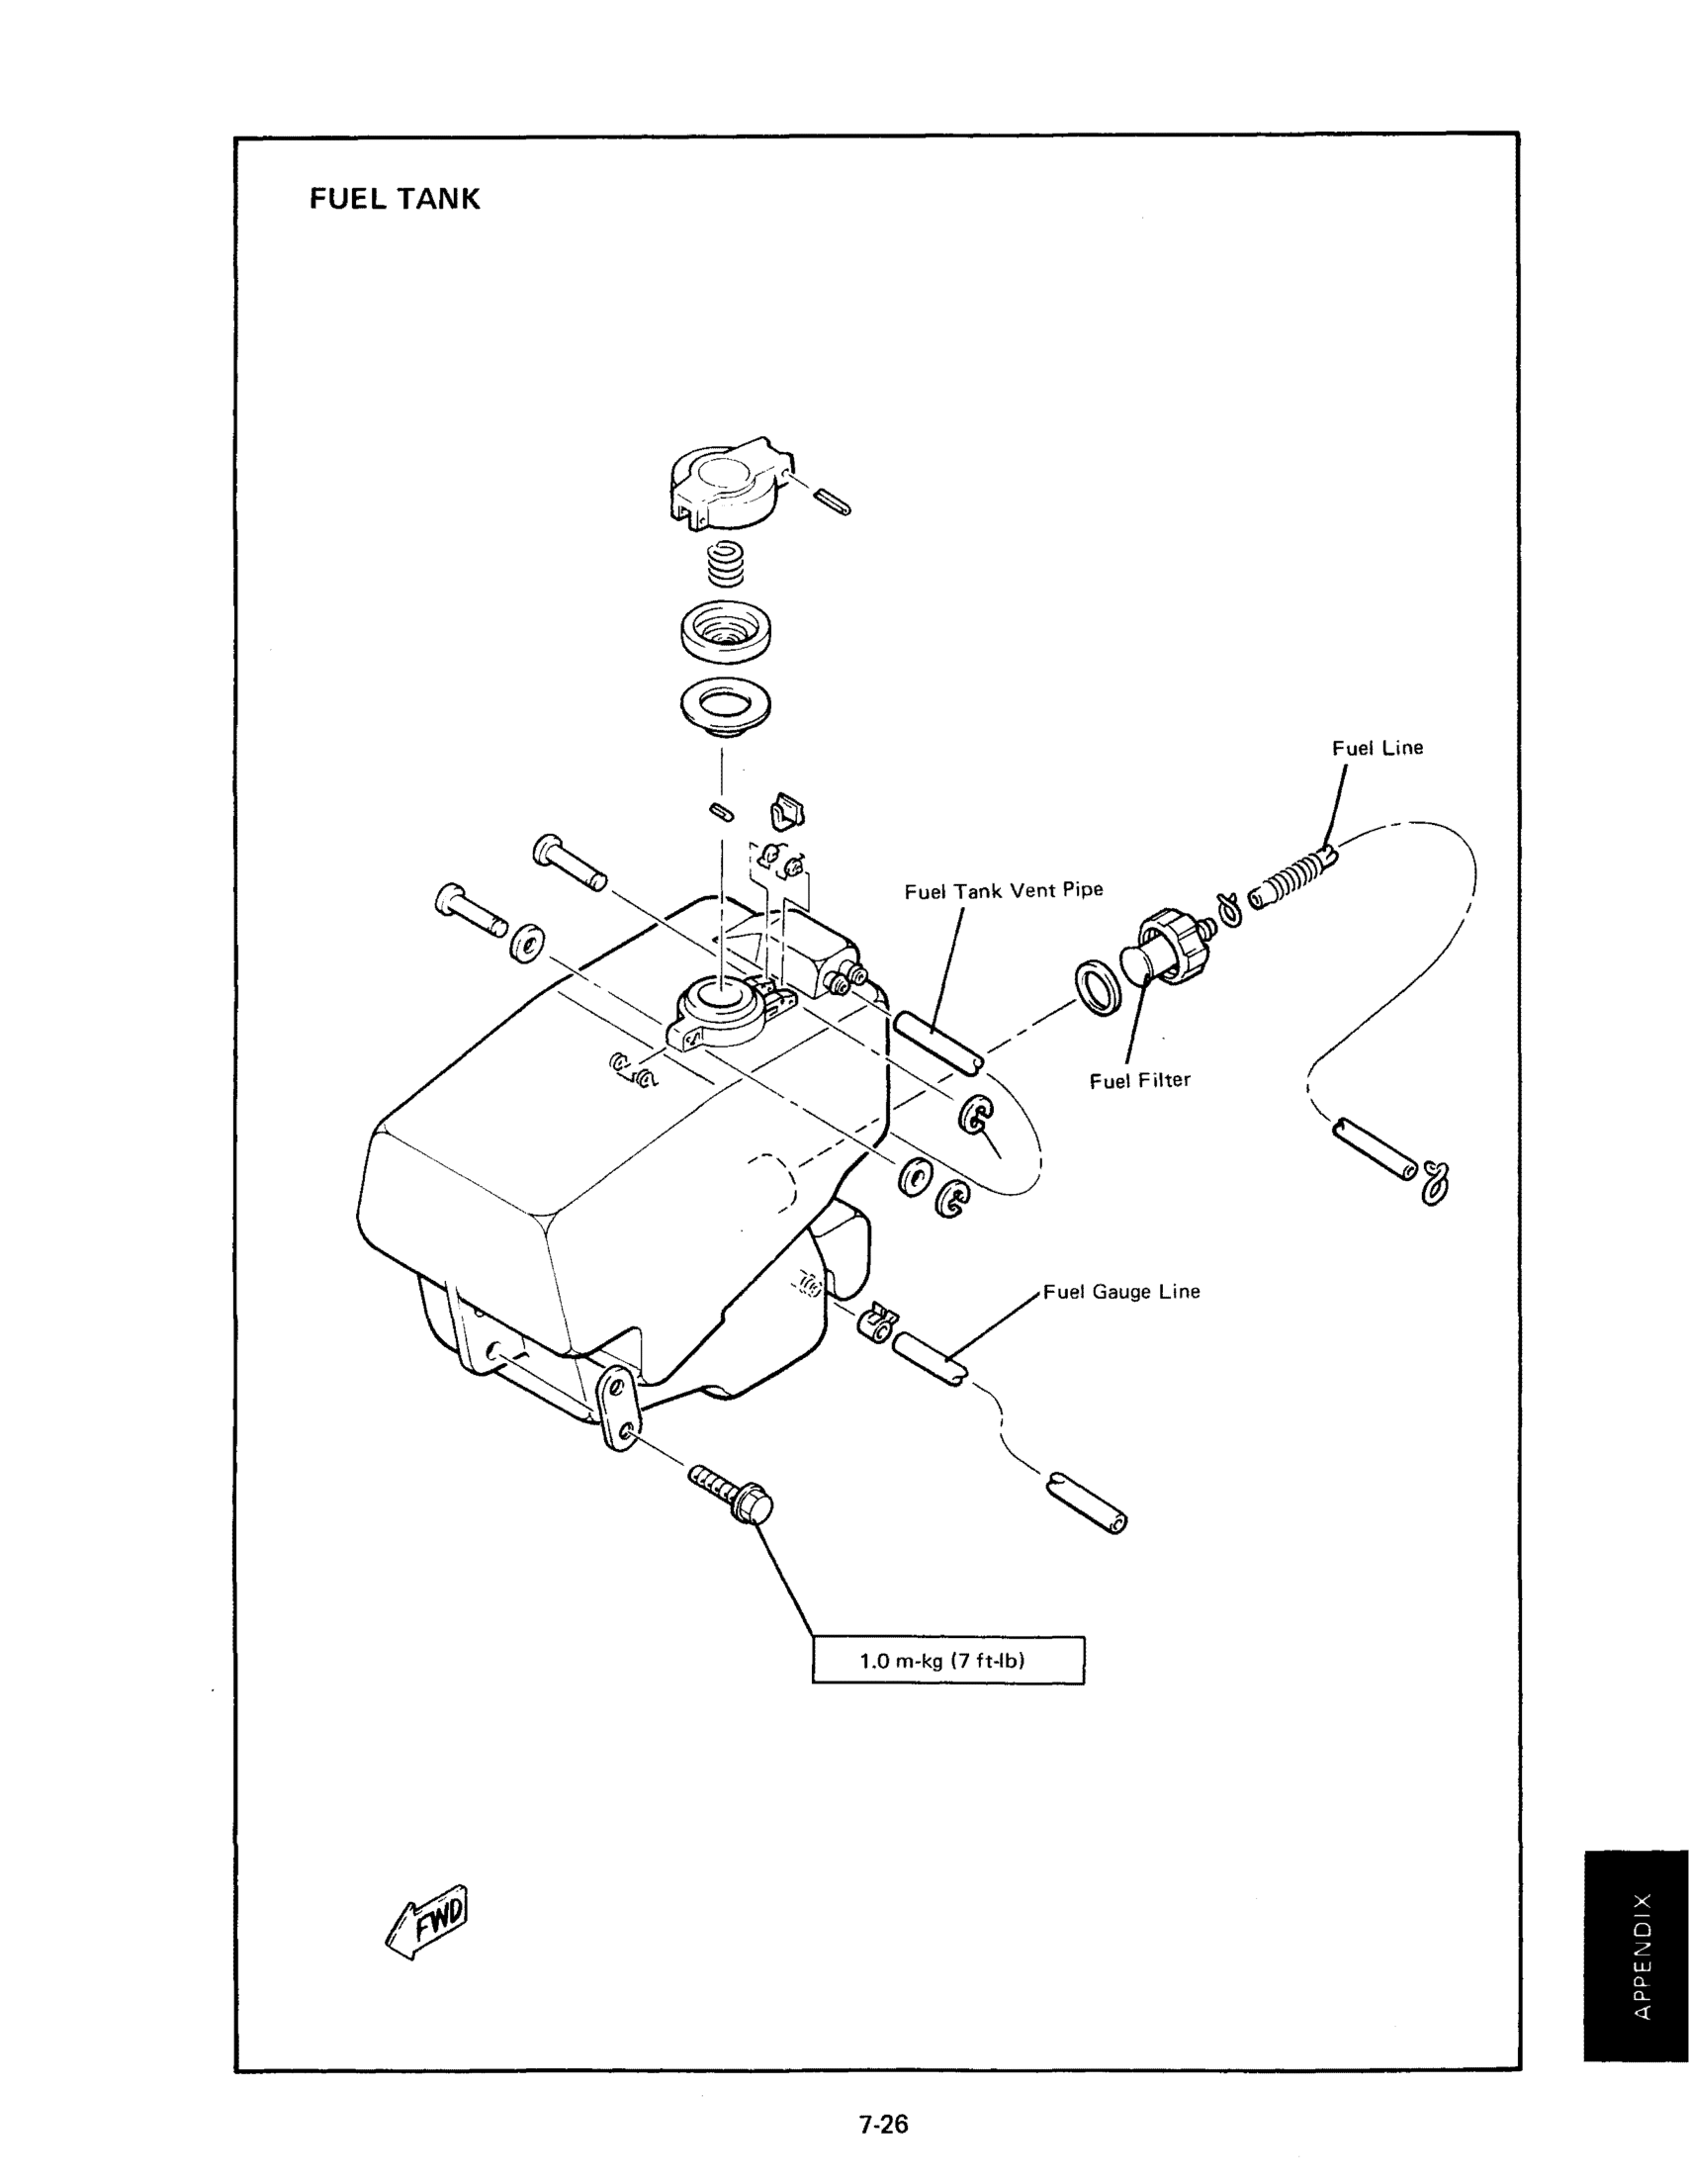 FUEL TANK
Fuel Line
Fuel Tank Vent Pipe
Fuel Filter
Fuel Gauge Line
1.0 m-kg (7 ft-lb)
FWD
APPENDIX
7-26